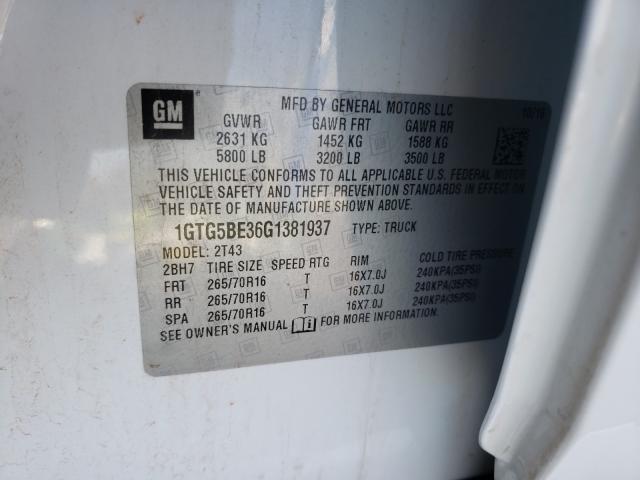 GM
MFD BY GENERAL MOTORS LLC 10/16
GVWR GAWR FRT GAWR RR
2631 KG 1452 KG 1588 KG
5800 LB 3200 LB 3500 LB
THIS VEHICLE CONFORMS TO ALL APPLICABLE U.S. FEDERAL MOTOR
VEHICLE SAFETY AND THEFT PREVENTION STANDARDS IN EFFECT ON
THE DATE OF MANUFACTURE SHOWN ABOVE.
1GTG5BE36G1381937 TYPE: TRUCK
MODEL: 2T43
2BH7 TIRE SIZE SPEED RTG RIM COLD TIRE PRESSURE
FRT 265/70R16 T 16X7.0J 240KPA(35PSI)
RR 265/70R16 T 16X7.0J 240KPA(35PSI)
SPA 265/70R16 T 16X7.0J 240KPA(35PSI)
SEE OWNER'S MANUAL FOR MORE INFORMATION.